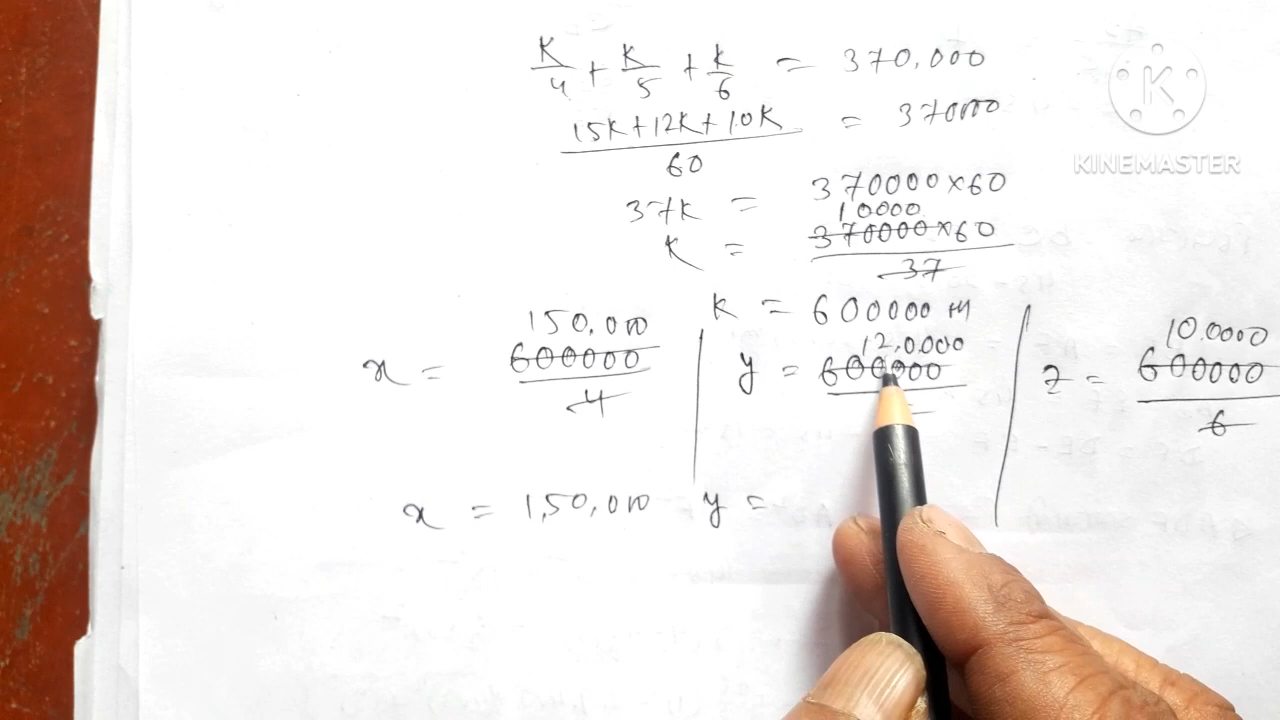 K/4 + K/5 + k/6 = 370,000
K
KINEMASTER
15K+12K+10K/60 = 370000
37K = 370000×60
10000
K = 370000×60/37
K = 600000
150,000
x = 600000/4
12,0000
y = 600000
10.0000
z = 600000/6
x = 1,50,000 y =